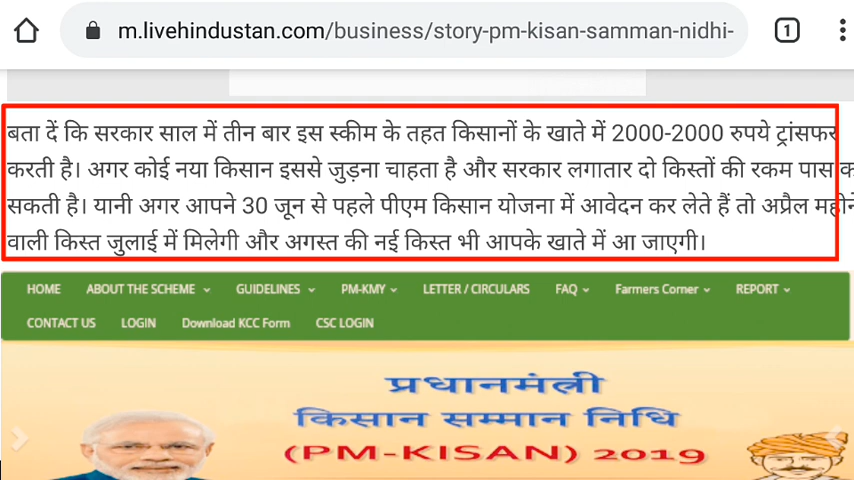 m.livehindustan.com/business/story-pm-kisan-samman-nidhi-
1
बता दें कि सरकार साल में तीन बार इस स्कीम के तहत किसानों के खाते में 2000-2000 रुपये ट्रांसफर
करती है। अगर कोई नया किसान इससे जुड़ना चाहता है और सरकार लगातार दो किस्तों की रकम पास
सकती है। यानी अगर आपने 30 जून से पहले पीएम किसान योजना में आवेदन कर लेते हैं तो अप्रैल
वाली किस्त जुलाई में मिलेगी और अगस्त की नई किस्त भी आपके खाते में आ जाएगी।
HOME ABOUT THE SCHEME GUIDELINES PM-KMY LETTER / CIRCULARS FAQ Farmers Corner REPORT
CONTACT US LOGIN Download KCC Form CSC LOGIN
प्रधानमंत्री
किसान सम्मान निधि
(PM-KISAN) 2019